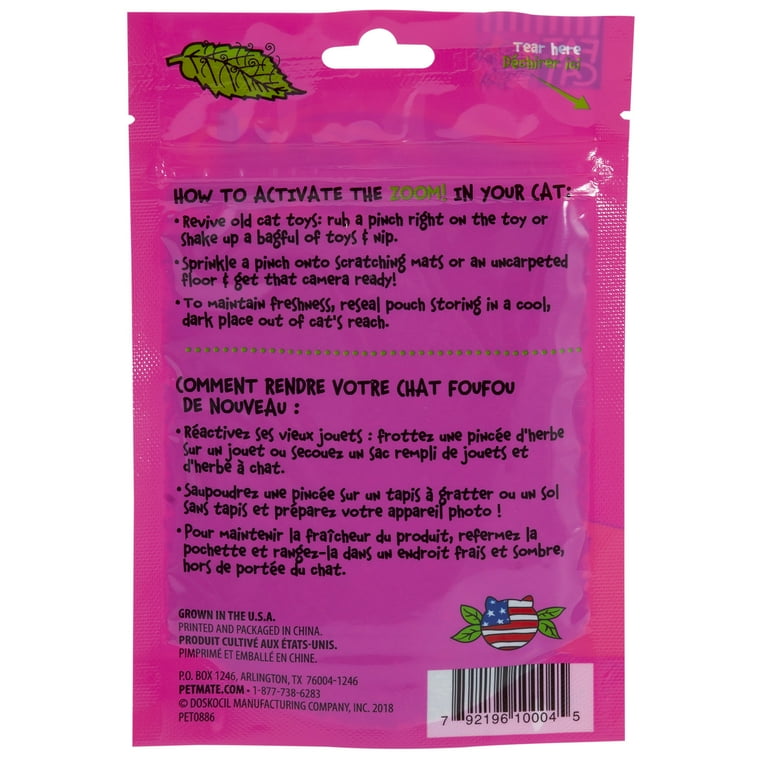 Tear here
Déchirer ici
HOW TO ACTIVATE THE ZOOM! IN YOUR CAT:
• Revive old cat toys: rub a pinch right on the toy or
shake up a bagful of toys & nip.
• Sprinkle a pinch onto scratching mats or an uncarpeted
floor & get that camera ready!
• To maintain freshness, reseal pouch storing in a cool,
dark place out of cat's reach.
COMMENT RENDRE VOTRE CHAT FOUFOU
DE NOUVEAU :
• Réactivez ses vieux jouets : frottez une pincée d'herbe
sur un jouet ou secouez un sac rempli de jouets et
d'herbe à chat.
• Saupoudrez une pincée sur un tapis à gratter ou un sol
sans tapis et préparez votre appareil photo !
• Pour maintenir la fraîcheur du produit, refermez la
pochette et rangez-la dans un endroit frais et sombre,
hors de portée du chat.
GROWN IN THE U.S.A.
PRINTED AND PACKAGED IN CHINA.
PRODUIT CULTIVÉ AUX ÉTATS-UNIS.
PIMPRIMÉ ET EMBALLÉ EN CHINE.
P.O. BOX 1246, ARLINGTON, TX 76004-1246
PETMATE.COM • 1-877-738-6283
© DOSKOCIL MANUFACTURING COMPANY, INC. 2018
PET0886
7 92196 10004 5